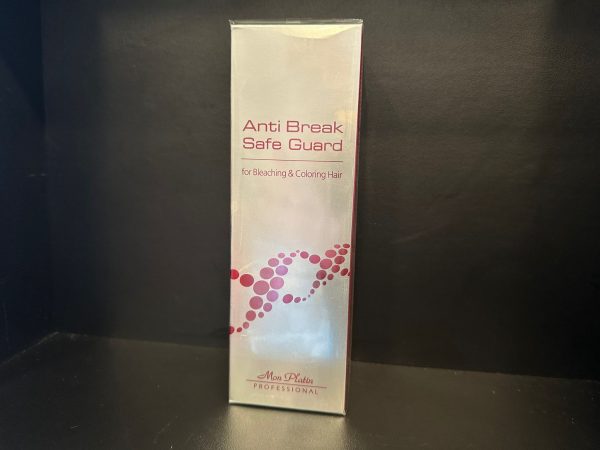 Anti Break
Safe Guard
for Bleaching & Coloring Hair
Mon Platin
PROFESSIONAL